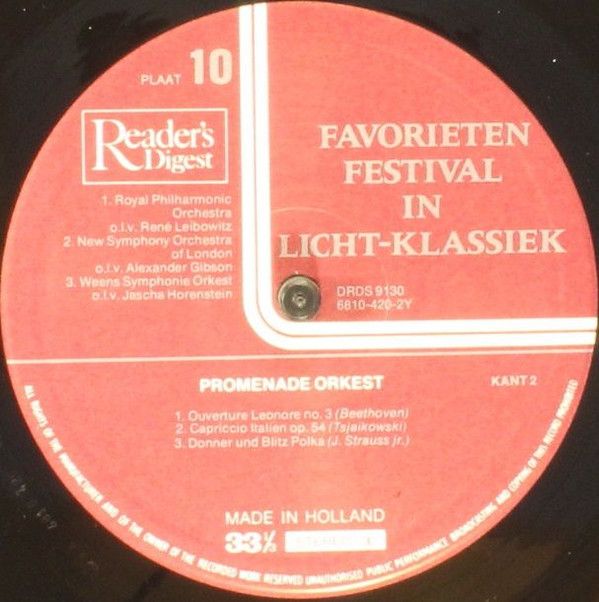 PLAAT 10
Reader's
Digest
FAVORIETEN
FESTIVAL
IN
LICHT-KLASSIEK
1. Royal Philharmonic
Orchestra
o.l.v. René Leibowitz
2. New Symphony Orchestra
of London
o.l.v. Alexander Gibson
3. Weens Symphonie Orkest
o.l.v. Jascha Horenstein
DRDS 9130
6810-420-2Y
PROMENADE ORKEST
KANT 2
1. Ouverture Leonore no. 3 (Beethoven)
2. Capriccio Italien op. 54 (Tsjaikowski)
3. Donner und Blitz Polka (J. Strauss jr.)
MADE IN HOLLAND
33⅓ STEREO
ALL RIGHTS OF THE MANUFACTURER AND OF THE OWNER OF THE RECORDED WORK RESERVED UNAUTHORISED PUBLIC PERFORMANCE BROADCASTING AND COPYING OF THIS RECORD PROHIBITED